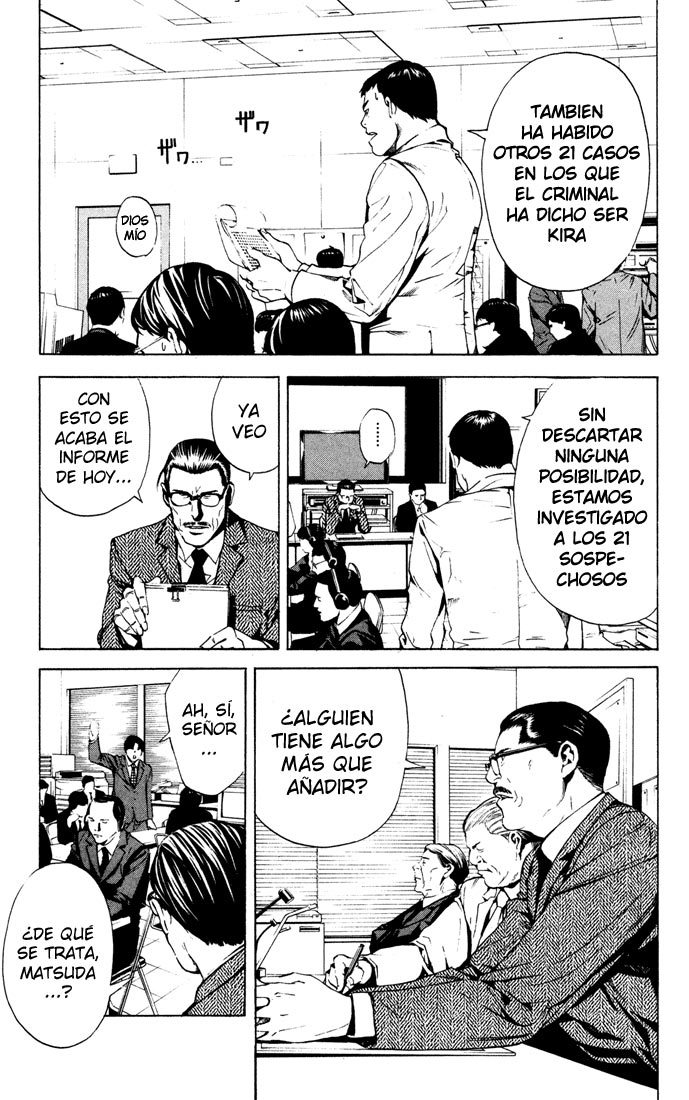 TAMBIEN
HA HABIDO
OTROS 21 CASOS
EN LOS QUE
EL CRIMINAL
HA DICHO SER
KIRA
ザワ
ザワ...
DIOS
MÍO
SIN
DESCARTAR
NINGUNA
POSIBILIDAD,
ESTAMOS
INVESTIGADO
A LOS 21
SOSPE-
CHOSOS
......
YA
VEO
CON
ESTO SE
ACABA EL
INFORME
DE HOY...
¿ALGUIEN
TIENE ALGO
MÁS QUE
AÑADIR?
AH, SÍ,
SEÑOR
...
¿DE QUÉ
SE TRATA,
MATSUDA
...?